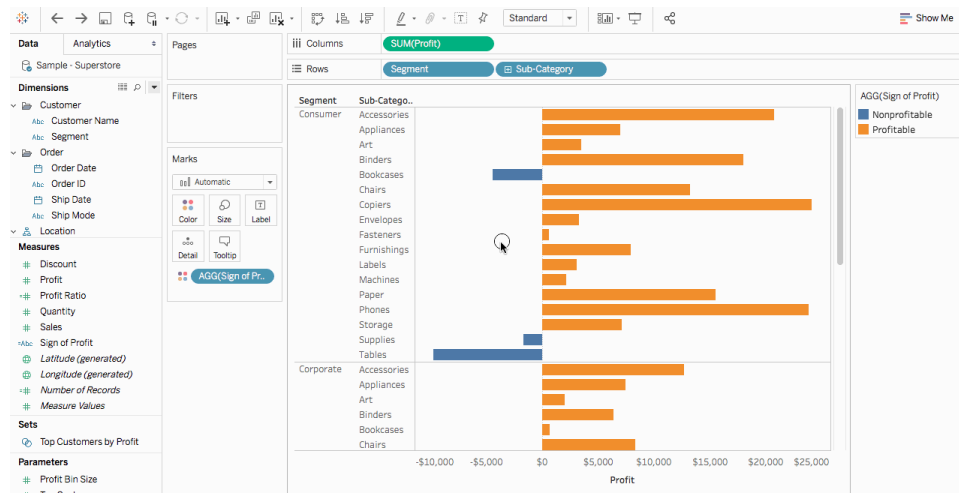 Standard
Show Me
Data
Analytics
Pages
iii Columns
SUM(Profit)
Rows
Segment
Sub-Category
Sample - Superstore
Dimensions
Customer
Abc Customer Name
Abc Segment
Order
Order Date
Abc Order ID
Ship Date
Abc Ship Mode
Location
Measures
# Discount
# Profit
=# Profit Ratio
# Quantity
# Sales
=Abc Sign of Profit
Latitude (generated)
Longitude (generated)
=# Number of Records
# Measure Values
Sets
Top Customers by Profit
Parameters
# Profit Bin Size
Filters
Marks
Automatic
Color
Size
Label
Detail
Tooltip
AGG(Sign of Pr..
Segment
Sub-Catego..
Consumer
Accessories
Appliances
Art
Binders
Bookcases
Chairs
Copiers
Envelopes
Fasteners
Furnishings
Labels
Machines
Paper
Phones
Storage
Supplies
Tables
Corporate
Accessories
Appliances
Art
Binders
Bookcases
Chairs
-$10,000 -$5,000 $0 $5,000 $10,000 $15,000 $20,000 $25,000
Profit
AGG(Sign of Profit)
Nonprofitable
Profitable